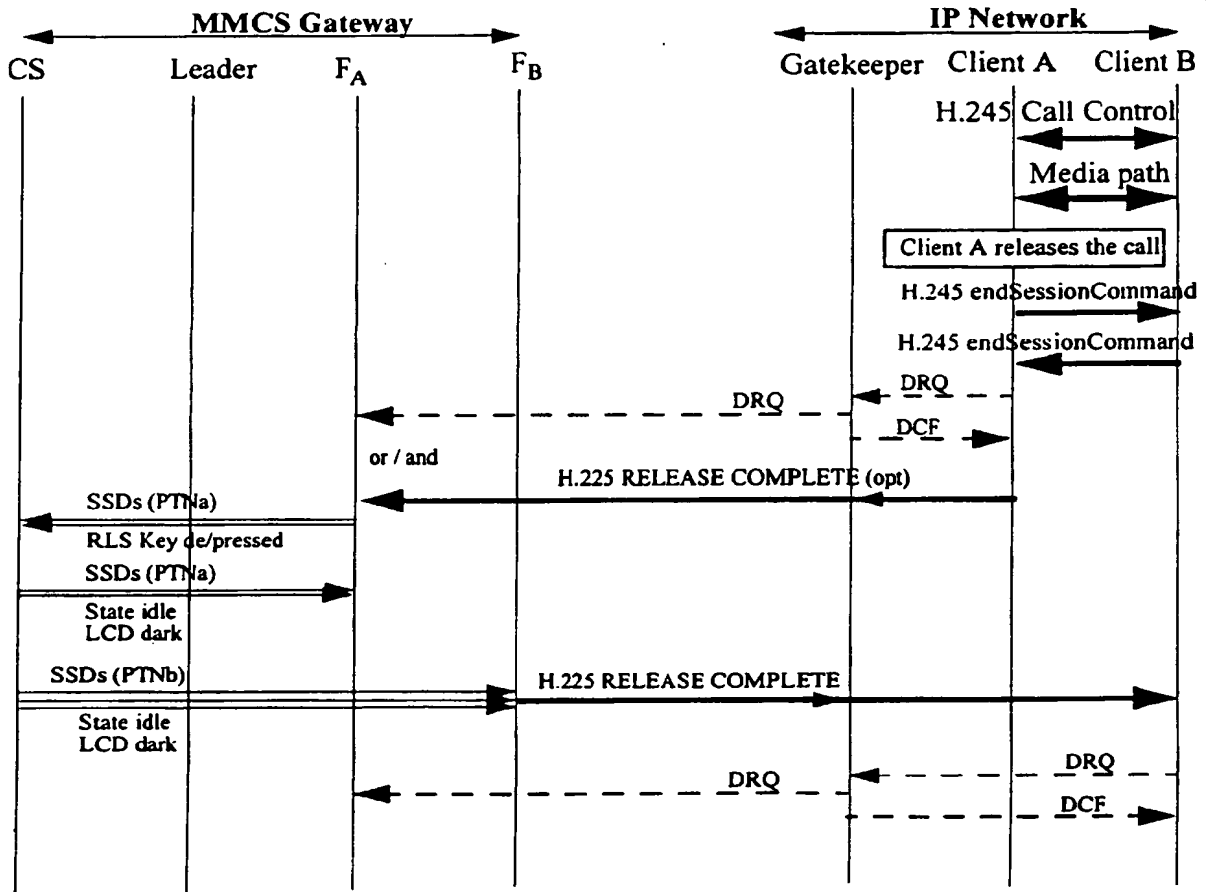 MMCS Gateway
IP Network
CS
Leader
FA
FB
Gatekeeper
Client A
Client B
H.245 Call Control
Media path
Client A releases the call
H.245 endSessionCommand
H.245 endSessionCommand
DRQ
DRQ
DCF
or / and
H.225 RELEASE COMPLETE (opt)
SSDs (PTNa)
RLS Key de/pressed
SSDs (PTNa)
State idle
LCD dark
SSDs (PTNb)
H.225 RELEASE COMPLETE
State idle
LCD dark
DRQ
DRQ
DCF